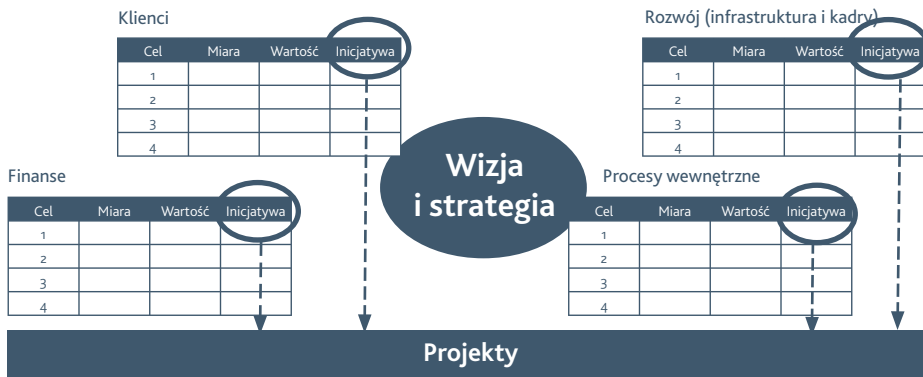 Klienci
Cel Miara Wartość Inicjatywa
1
2
3
4
Rozwój (infrastruktura i kadry)
Cel Miara Wartość Inicjatywa
1
2
3
4
Wizja
i strategia
Finanse
Cel Miara Wartość Inicjatywa
1
2
3
4
Procesy wewnętrzne
Cel Miara Wartość Inicjatywa
1
2
3
4
Projekty